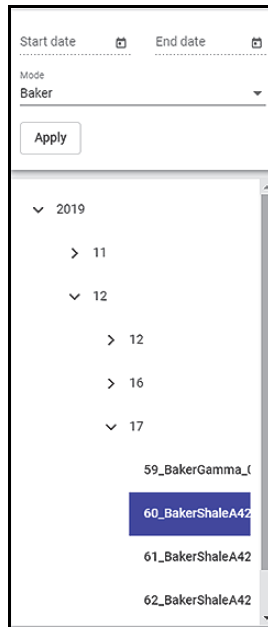 Start date End date
Mode
Baker
Apply
2019
11
12
12
16
17
59_BakerGamma_(
60_BakerShaleA42
61_BakerShaleA42
62_BakerShaleA42